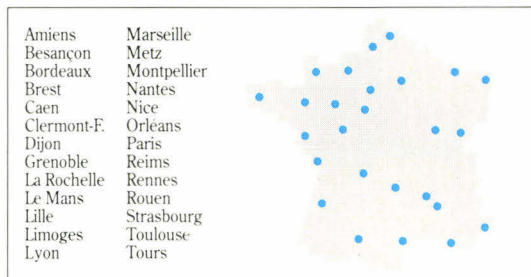 Amiens Marseille
Besançon Metz
Bordeaux Montpellier
Brest Nantes
Caen Nice
Clermont-F. Orléans
Dijon Paris
Grenoble Reims
La Rochelle Rennes
Le Mans Rouen
Lille Strasbourg
Limoges Toulouse
Lyon Tours